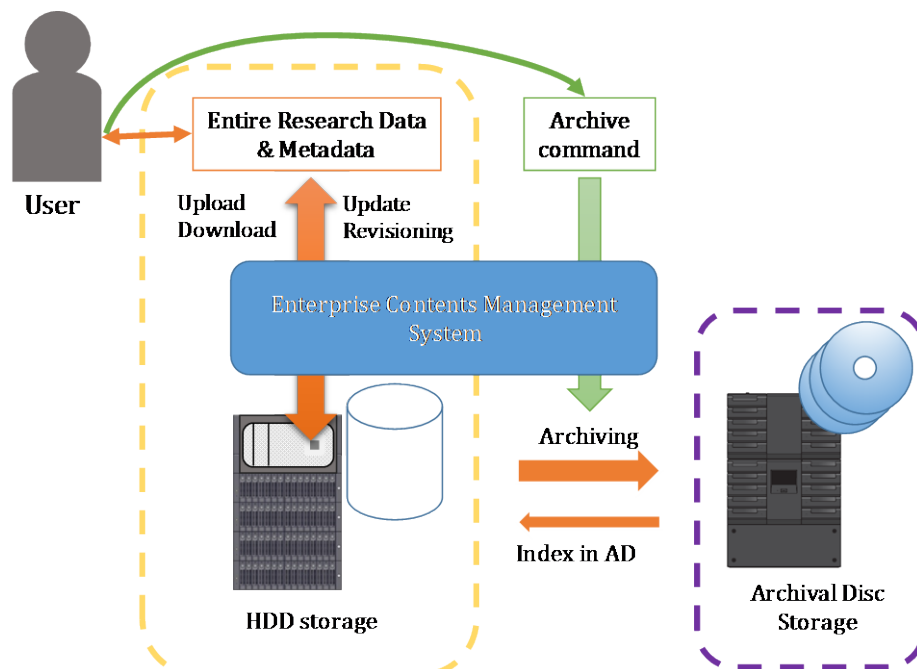 Entire Research Data
& Metadata
Archive
command
User
Upload
Download
Update
Revisioning
Enterprise Contents Management
System
Archiving
Index in AD
HDD storage
Archival Disc
Storage